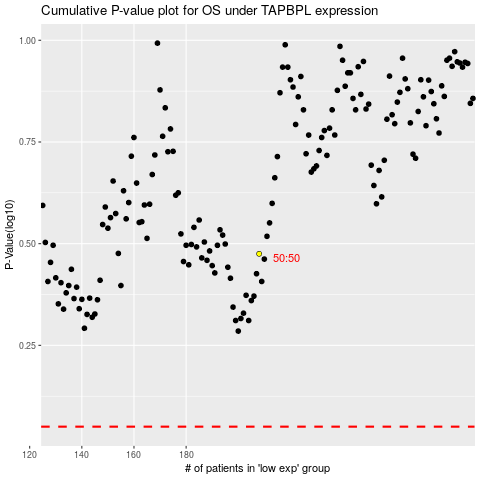 Cumulative P-value plot for OS under TAPBPL expression
1.00
0.75
0.50
0.25
P-Value(log10)
50:50
120 140 160 180
# of patients in 'low exp' group